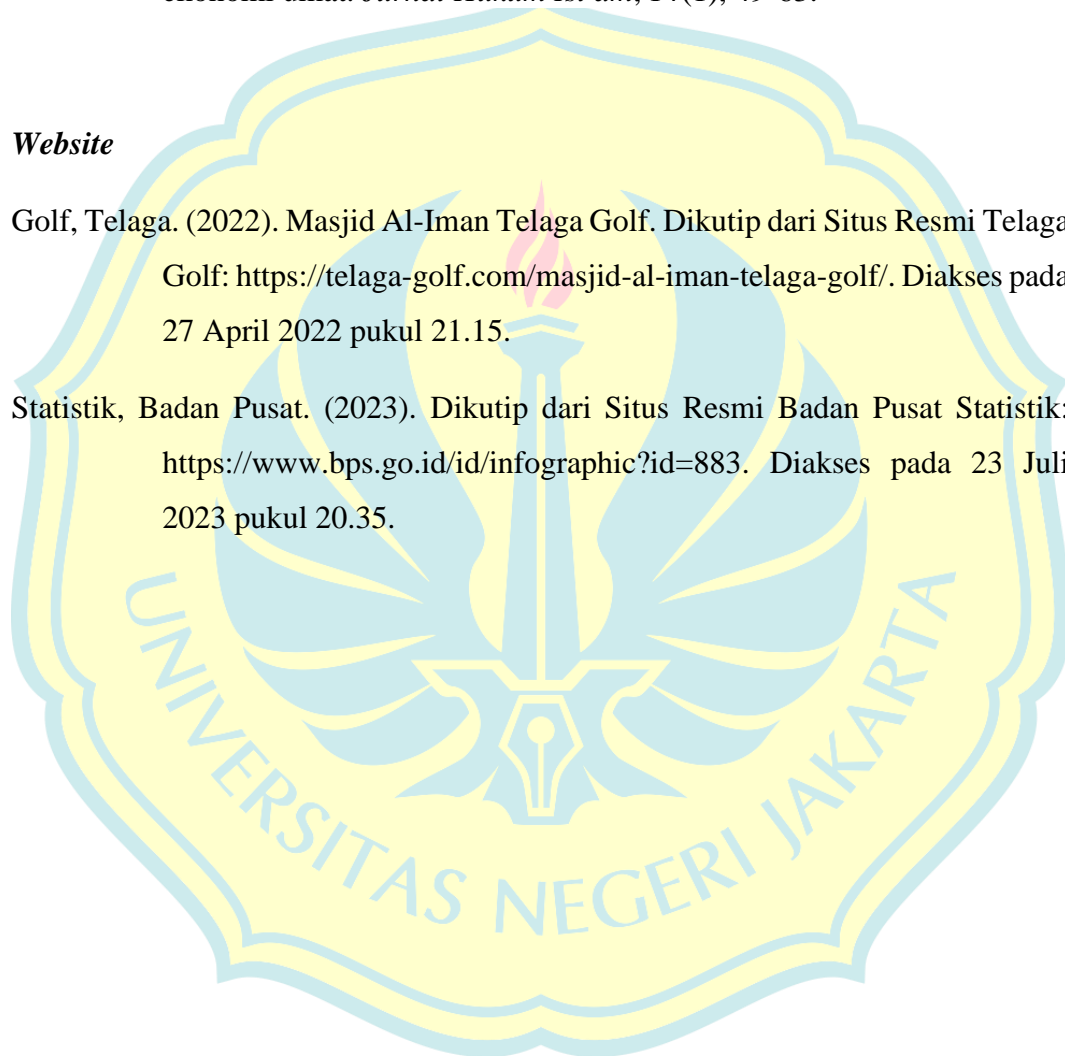 Website
Golf, Telaga. (2022). Masjid Al-Iman Telaga Golf. Dikutip dari Situs Resmi Telaga
Golf: https://telaga-golf.com/masjid-al-iman-telaga-golf/. Diakses pada
27 April 2022 pukul 21.15.
Statistik, Badan Pusat. (2023). Dikutip dari Situs Resmi Badan Pusat Statistik:
https://www.bps.go.id/id/infographic?id=883. Diakses pada 23 Juli
2023 pukul 20.35.
UNIVERSITAS NEGERI JAKARTA